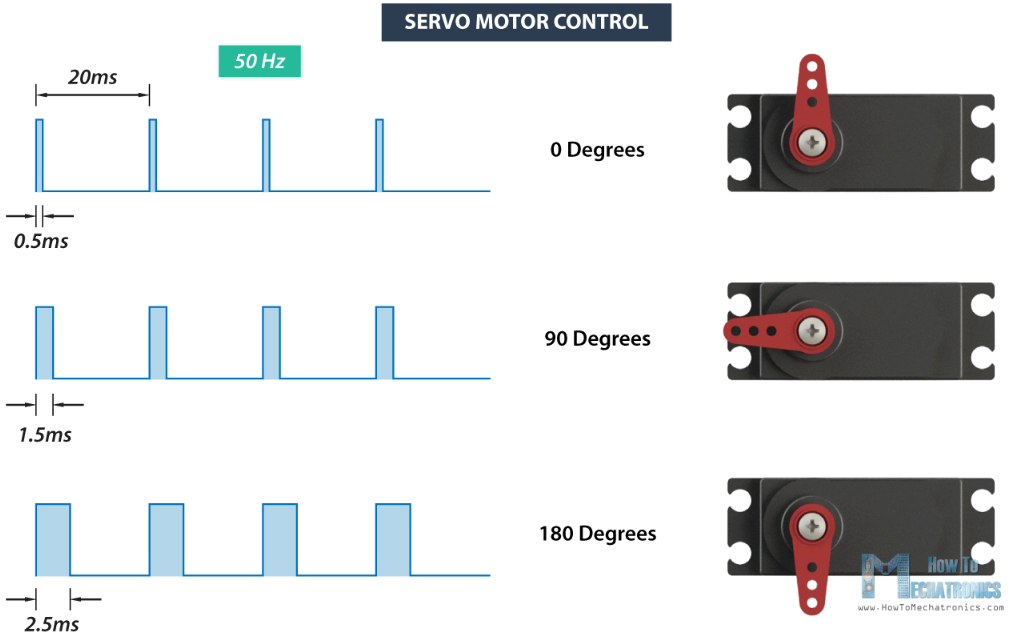 SERVO MOTOR CONTROL
50 Hz
20ms
0 Degrees
0.5ms
90 Degrees
1.5ms
180 Degrees
2.5ms
How To
MECHATRONICS
www.HowToMechatronics.com